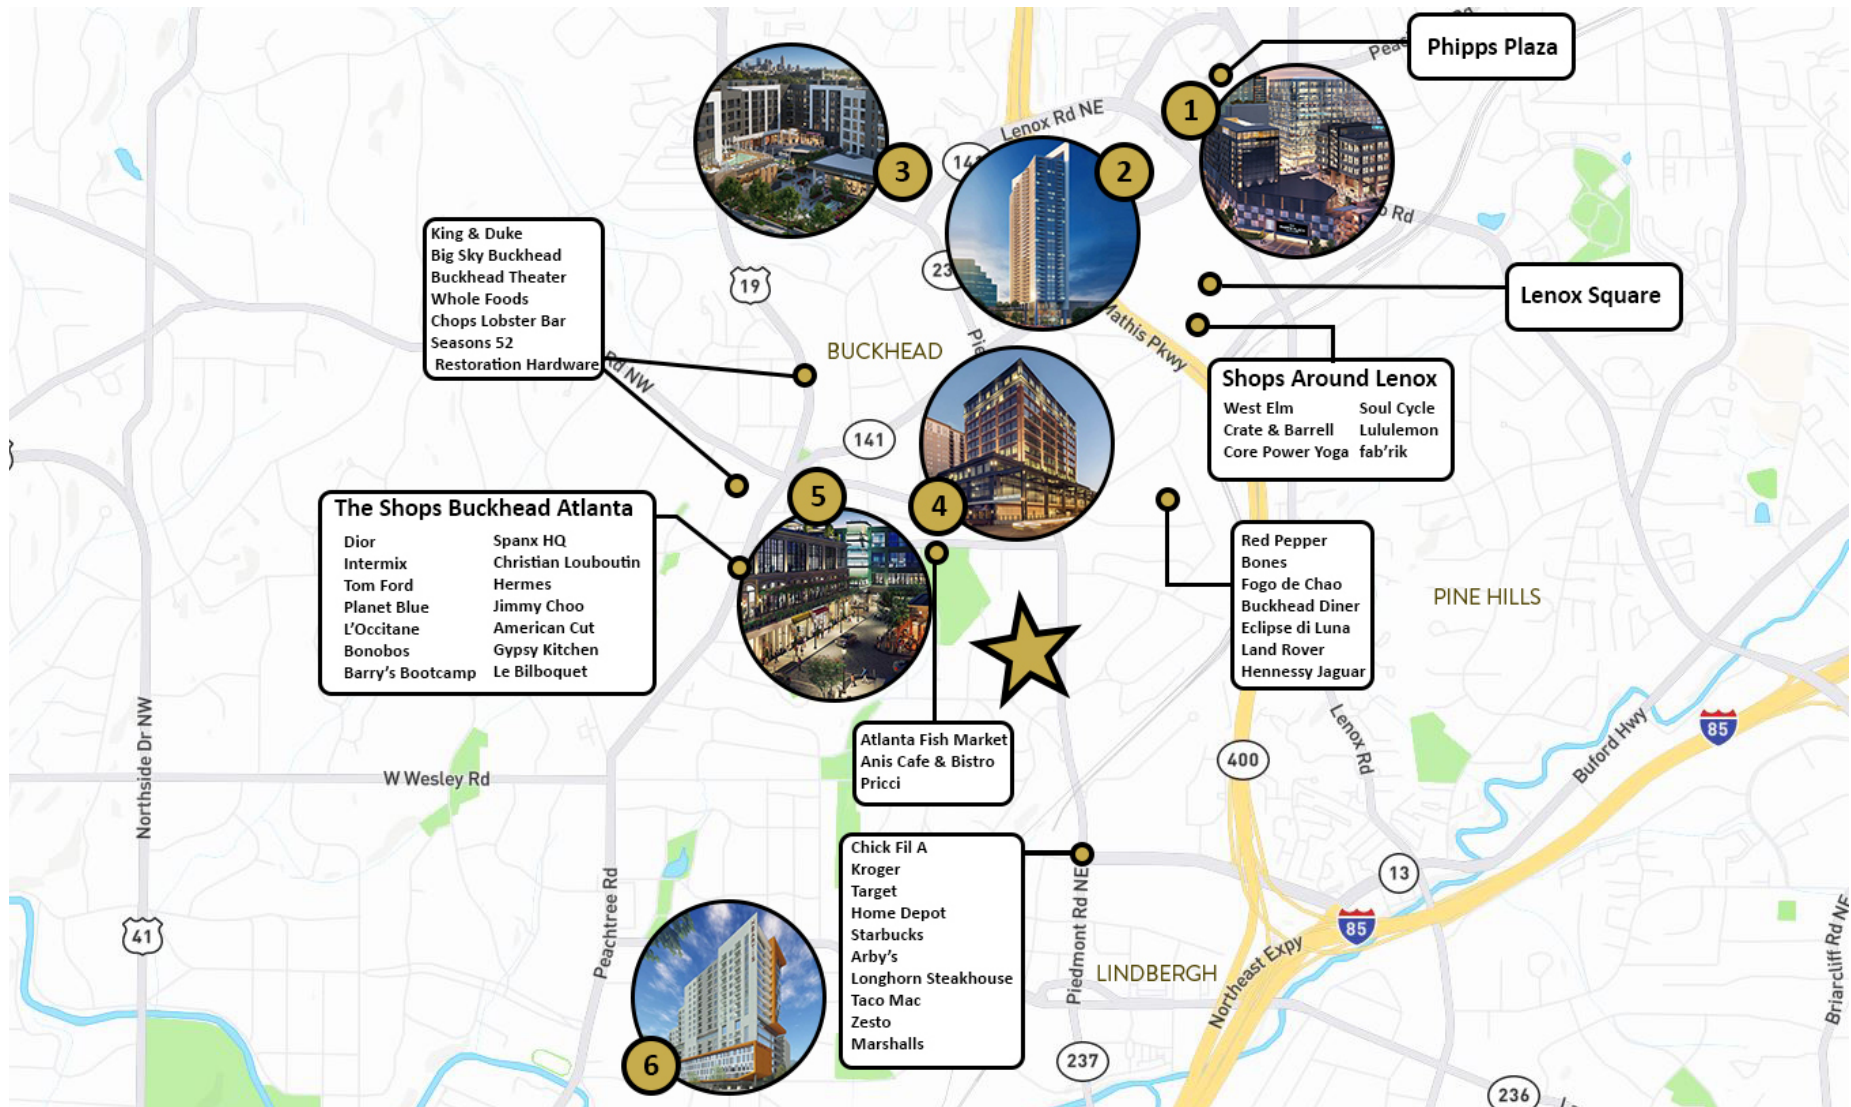 Phipps Plaza
1
Lenox Rd NE
2
3
King & Duke
Big Sky Buckhead
Buckhead Theater
Whole Foods
Chops Lobster Bar
Seasons 52
Restoration Hardware
Rd NW
19
BUCKHEAD
Mathis Pkwy
Lenox Square
Shops Around Lenox
West Elm
Crate & Barrell
Core Power Yoga
Soul Cycle
Lululemon
fab'rik
141
4
5
The Shops Buckhead Atlanta
Dior
Intermix
Tom Ford
Planet Blue
L'Occitane
Bonobos
Barry's Bootcamp
Spanx HQ
Christian Louboutin
Hermes
Jimmy Choo
American Cut
Gypsy Kitchen
Le Bilboquet
Red Pepper
Bones
Fogo de Chao
Buckhead Diner
Eclipse di Luna
Land Rover
Hennessy Jaguar
PINE HILLS
Atlanta Fish Market
Anis Cafe & Bistro
Pricci
Northside Dr NW
W Wesley Rd
Lenox Rd
Buford Hwy
85
400
Chick Fil A
Kroger
Target
Home Depot
Starbucks
Arby's
Longhorn Steakhouse
Taco Mac
Zesto
Marshalls
13
85
41
Peachtree Rd
Piedmont Rd NE
LINDBERGH
Northeast Expy
Briarcliff Rd NE
6
237
236